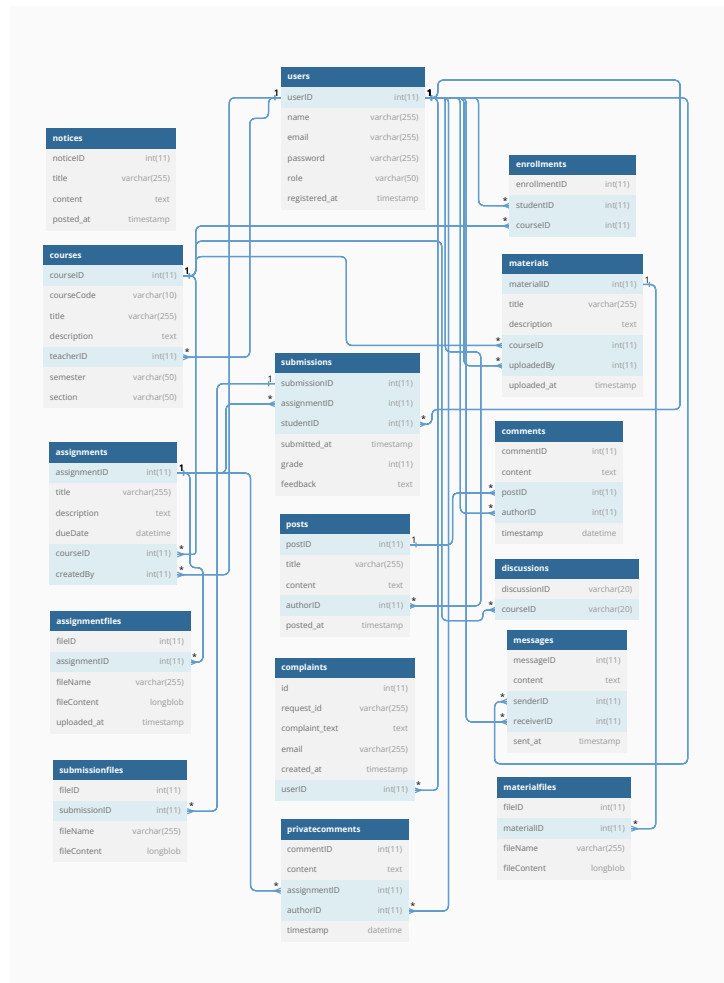 users
userID int(11)
name varchar(255)
email varchar(255)
password varchar(255)
role varchar(50)
registered_at timestamp
1
1
notices
noticeID int(11)
title varchar(255)
content text
posted_at timestamp
enrollments
enrollmentID int(11)
studentID int(11)
courseID int(11)
*
*
courses
courseID int(11)
courseCode varchar(10)
title varchar(255)
description text
teacherID int(11)
semester varchar(50)
section varchar(50)
1
*
materials
materialID int(11)
title varchar(255)
description text
courseID int(11)
uploadedBy int(11)
uploaded_at timestamp
1
*
*
submissions
submissionID int(11)
assignmentID int(11)
studentID int(11)
submitted_at timestamp
grade int(11)
feedback text
1
*
*
comments
commentID int(11)
content text
postID int(11)
authorID int(11)
timestamp datetime
*
*
assignments
assignmentID int(11)
title varchar(255)
description text
dueDate datetime
courseID int(11)
createdBy int(11)
1
*
*
posts
postID int(11)
title varchar(255)
content text
authorID int(11)
posted_at timestamp
1
*
discussions
discussionID varchar(20)
courseID varchar(20)
*
assignmentfiles
fileID int(11)
assignmentID int(11)
fileName varchar(255)
fileContent longblob
uploaded_at timestamp
*
messages
messageID int(11)
content text
senderID int(11)
receiverID int(11)
sent_at timestamp
*
*
complaints
id int(11)
request_id varchar(255)
complaint_text text
email varchar(255)
created_at timestamp
userID int(11)
*
submissionfiles
fileID int(11)
submissionID int(11)
fileName varchar(255)
fileContent longblob
*
materialfiles
fileID int(11)
materialID int(11)
fileName varchar(255)
fileContent longblob
*
privatecomments
commentID int(11)
content text
assignmentID int(11)
authorID int(11)
timestamp datetime
*
*